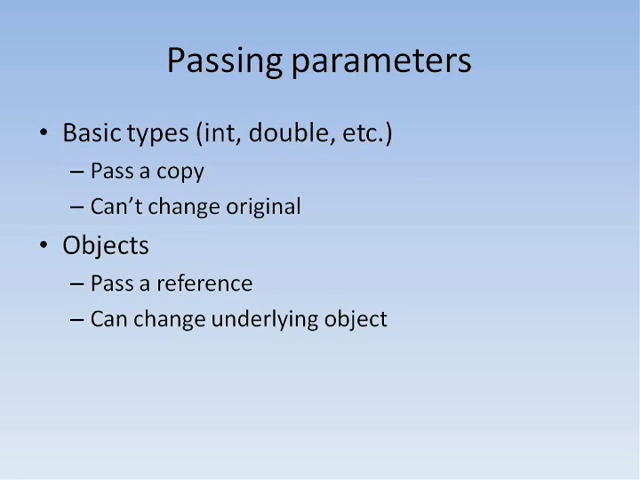 Passing parameters
• Basic types (int, double, etc.)
– Pass a copy
– Can’t change original
• Objects
– Pass a reference
– Can change underlying object